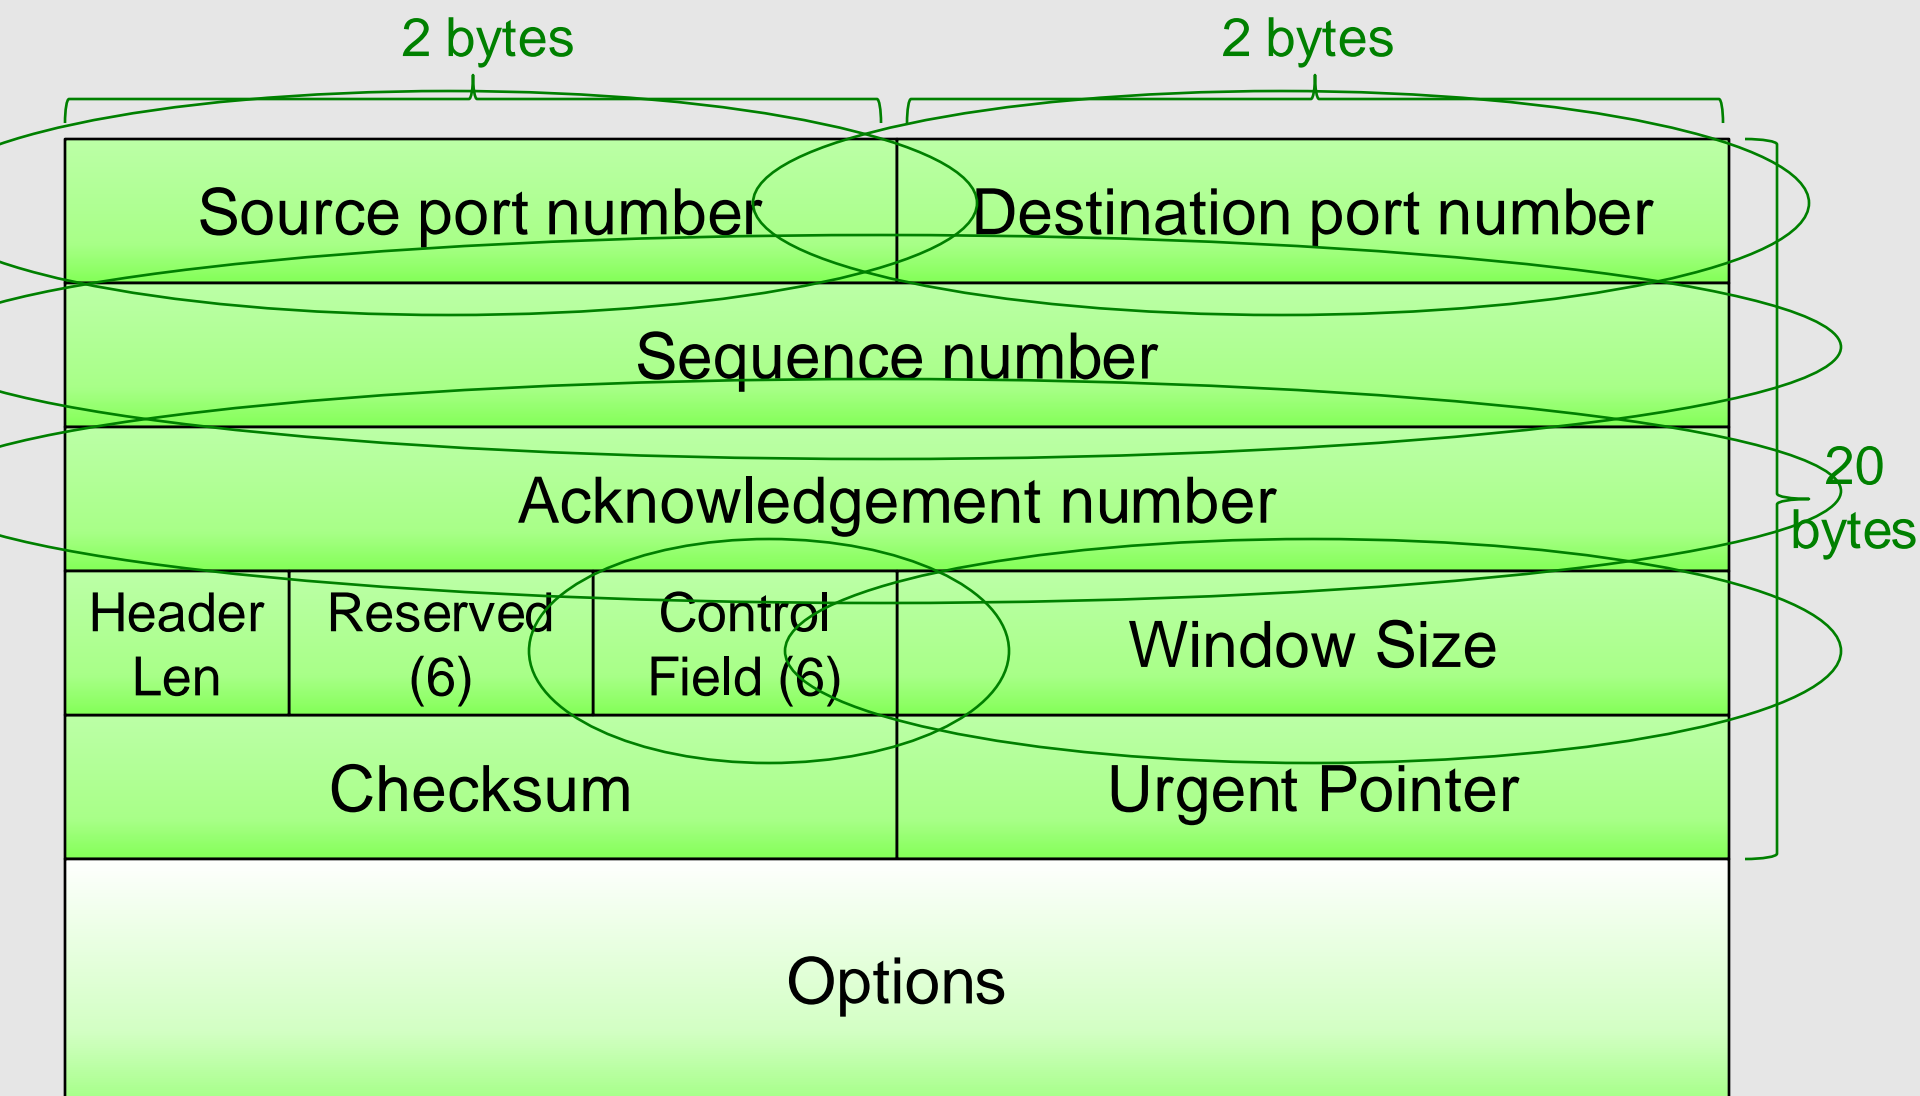 2 bytes
2 bytes
Source port number
Destination port number
Sequence number
Acknowledgement number
20
bytes
Header
Len
Reserved
(6)
Control
Field (6)
Window Size
Checksum
Urgent Pointer
Options